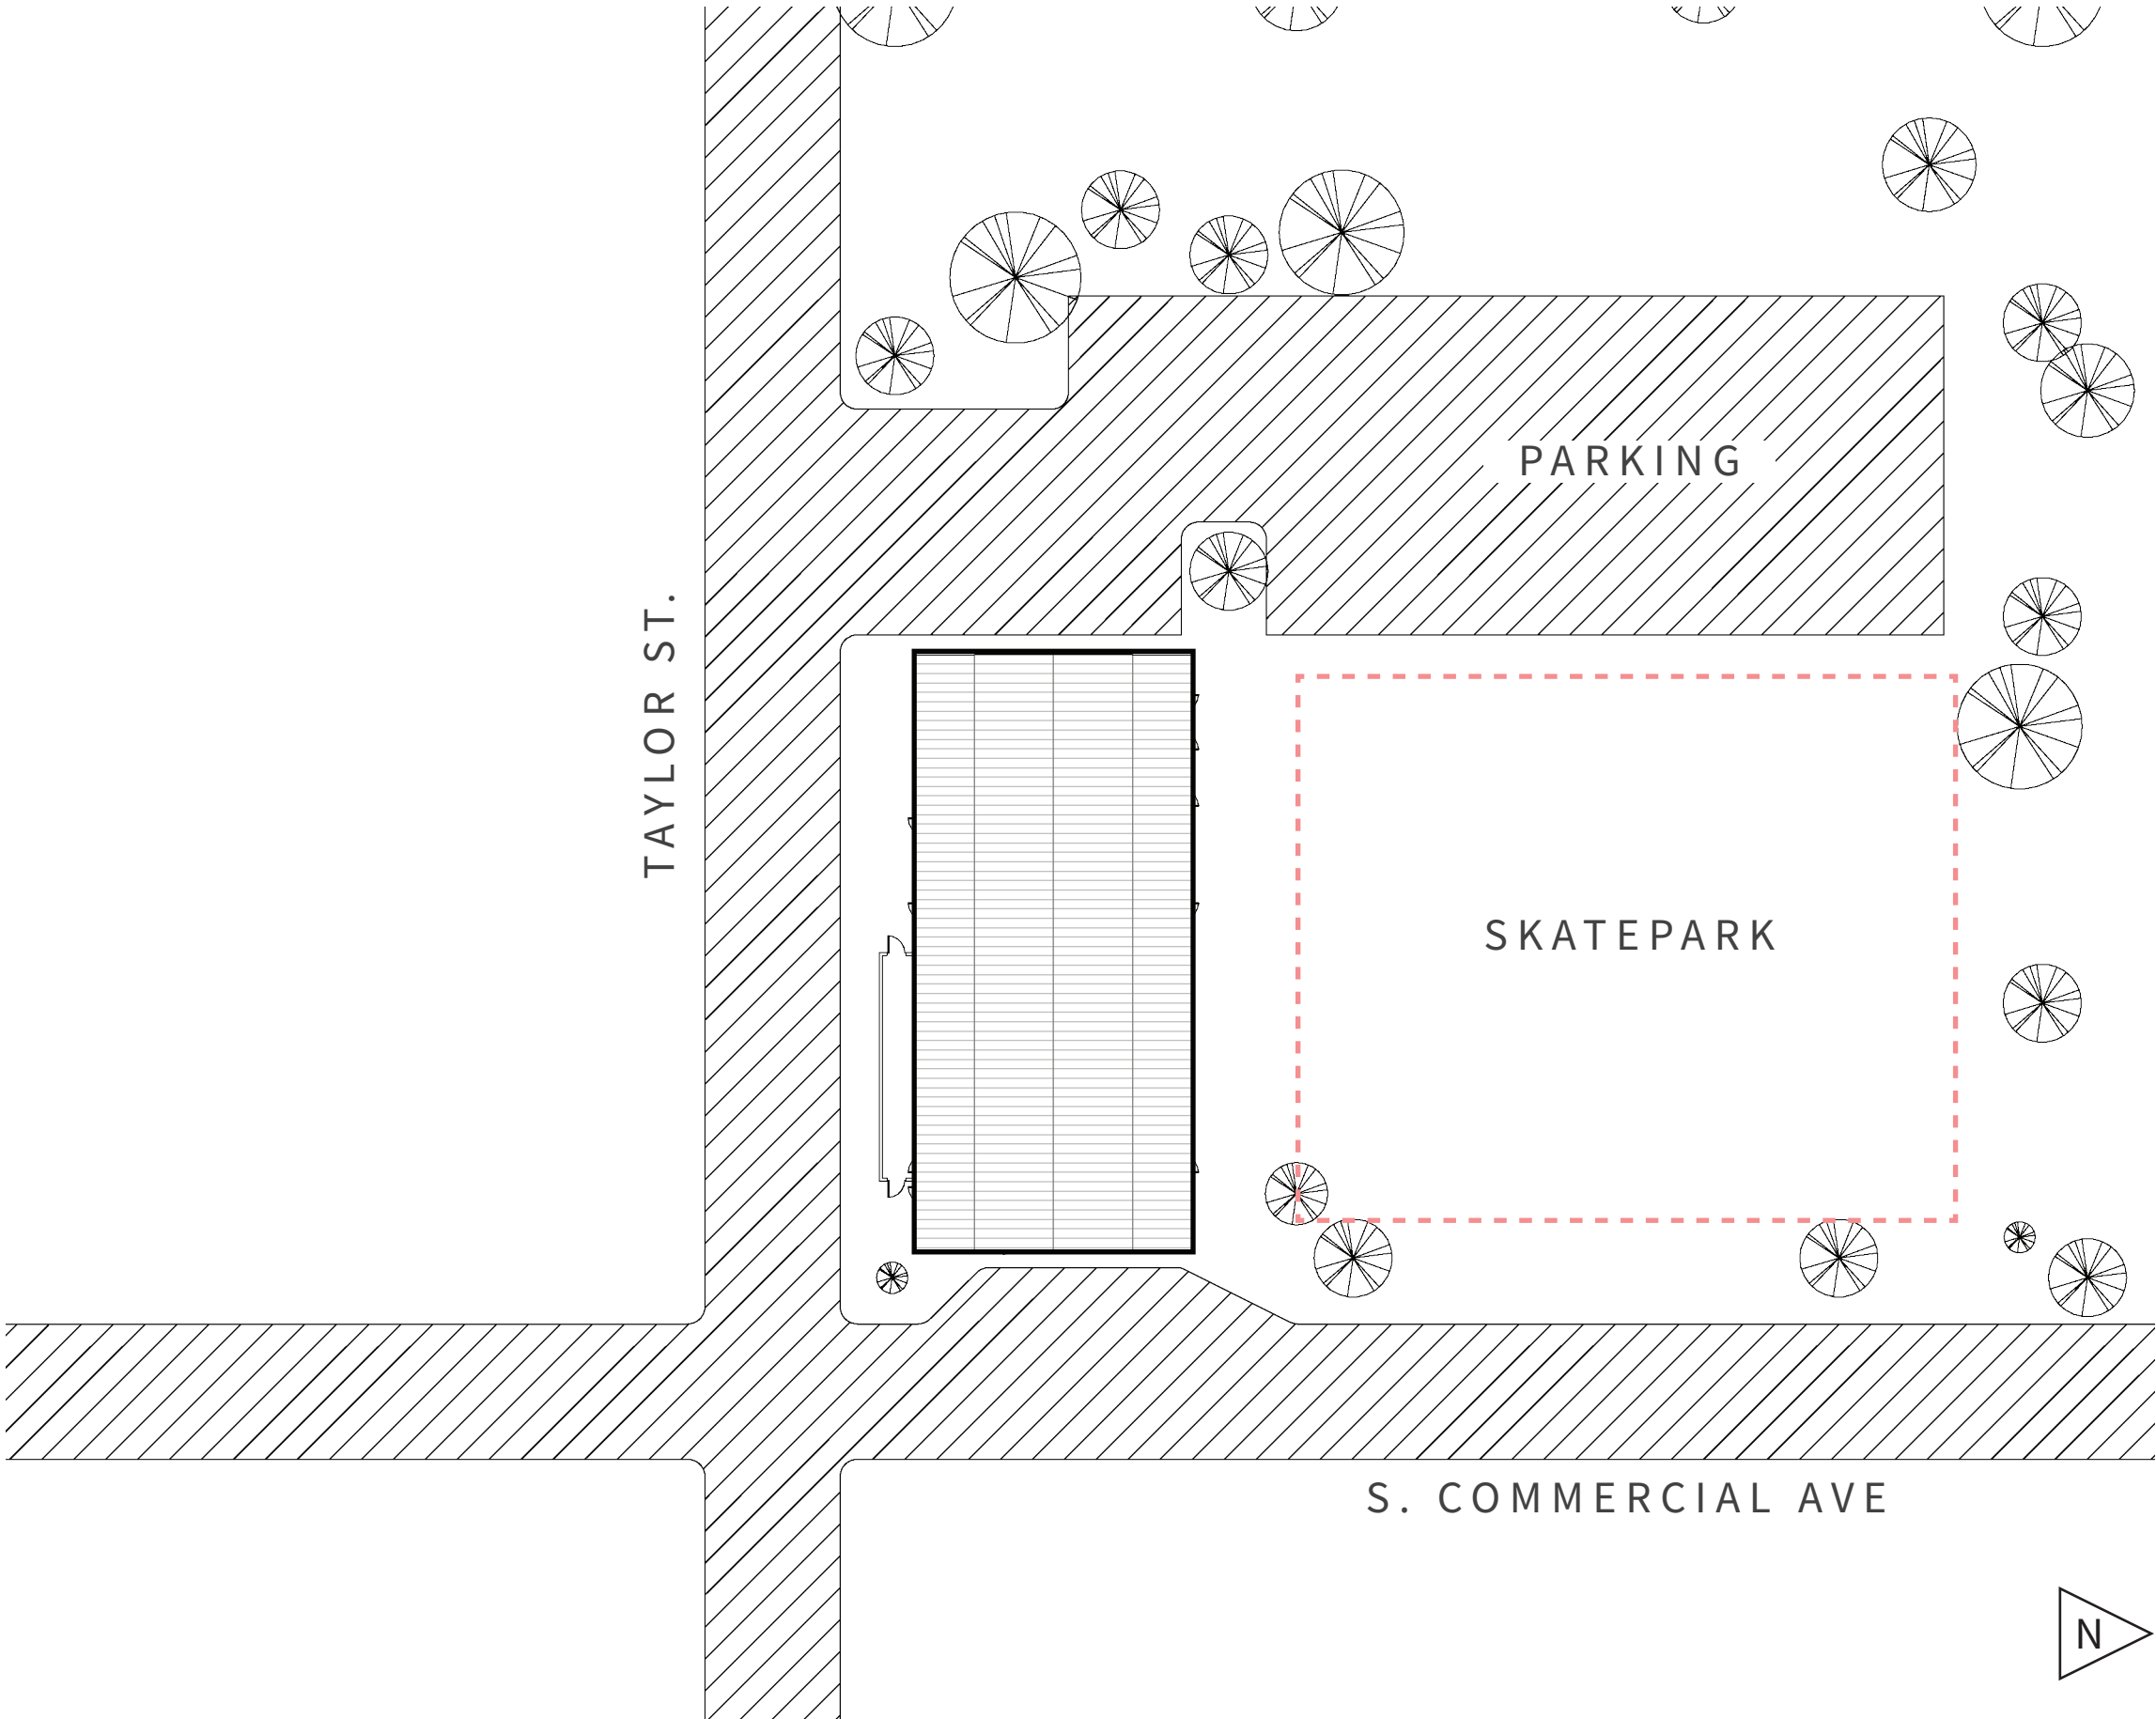 PARKING
TAYLOR ST.
SKATEPARK
S. COMMERCIAL AVE
N